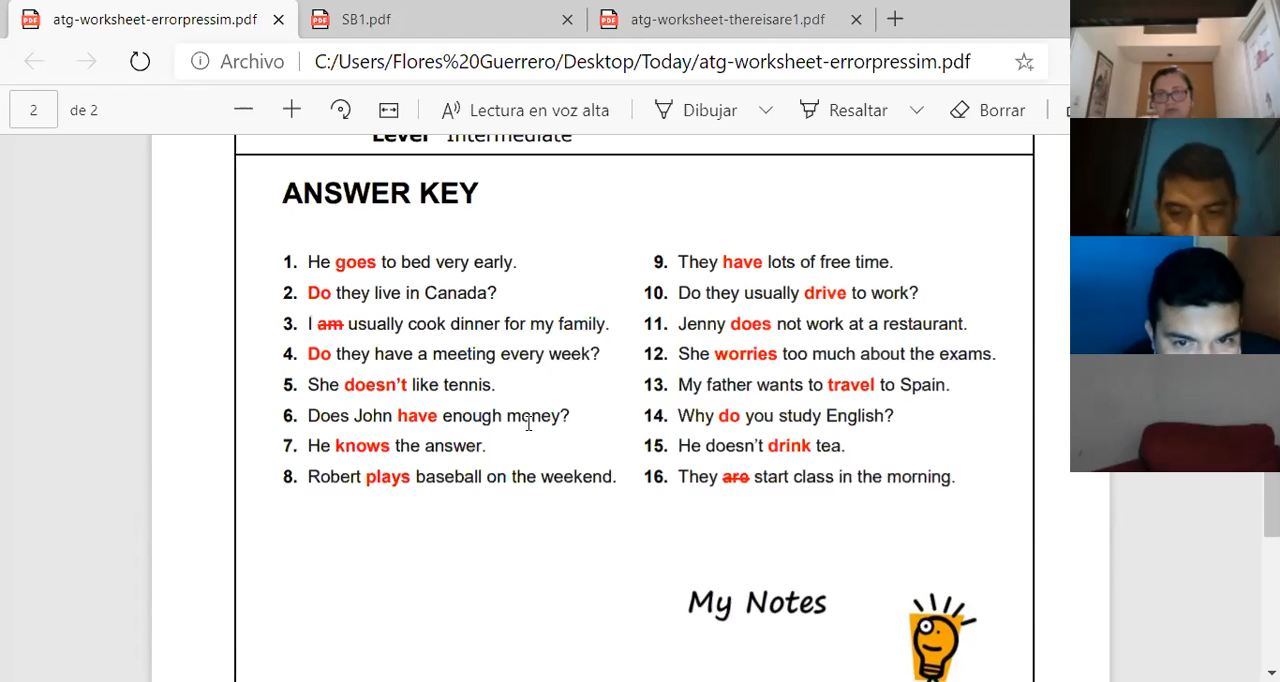 atg-worksheet-errorpressim.pdf
SB1.pdf
atg-worksheet-thereisare1.pdf
Archivo
C:/Users/Flores%20Guerrero/Desktop/Today/atg-worksheet-errorpressim.pdf
2 de 2
Lectura en voz alta
Dibujar
Resaltar
Borrar
Level Intermediate
ANSWER KEY
1. He goes to bed very early.
2. Do they live in Canada?
3. I am usually cook dinner for my family.
4. Do they have a meeting every week?
5. She doesn't like tennis.
6. Does John have enough money?
7. He knows the answer.
8. Robert plays baseball on the weekend.
9. They have lots of free time.
10. Do they usually drive to work?
11. Jenny does not work at a restaurant.
12. She worries too much about the exams.
13. My father wants to travel to Spain.
14. Why do you study English?
15. He doesn't drink tea.
16. They are start class in the morning.
My Notes